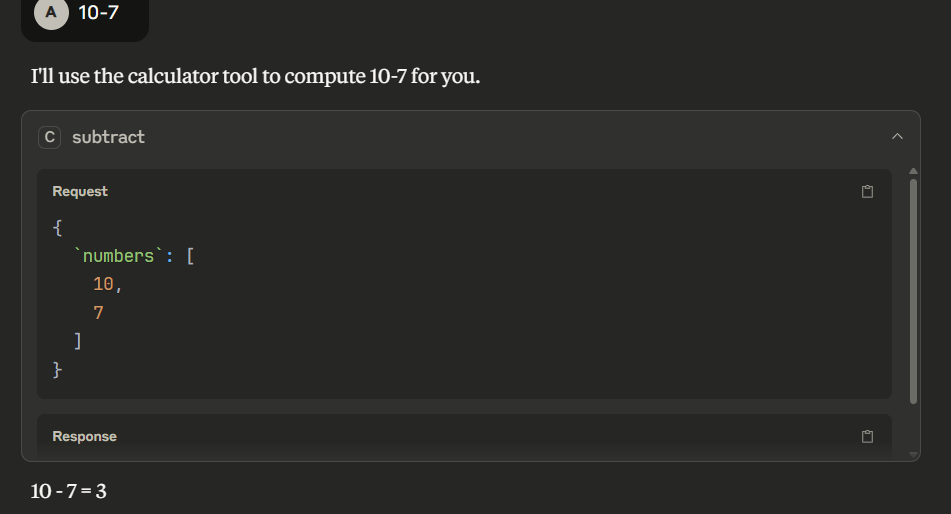 A 10-7
I'll use the calculator tool to compute 10-7 for you.
C subtract
Request
{
  `numbers`: [
    10,
    7
  ]
}
Response
10 - 7 = 3